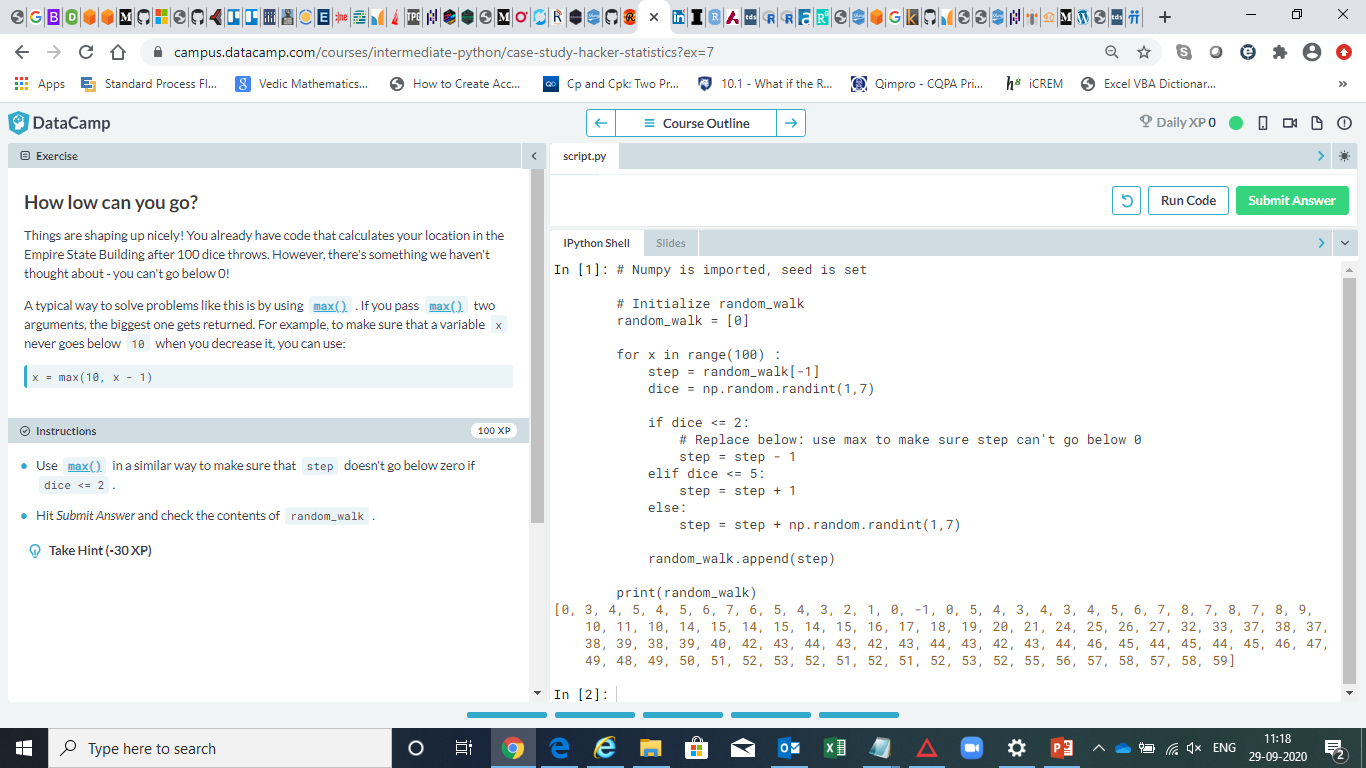 campus.datacamp.com/courses/intermediate-python/case-study-hacker-statistics?ex=7
Apps Standard Process Fl... Vedic Mathematics... How to Create Acc... Cp and Cpk: Two Pr... 10.1 - What if the R... Qimpro - CQPA Pri... iCREM Excel VBA Dictionar... »
DataCamp
Course Outline
Daily XP 0
Exercise
How low can you go?
Things are shaping up nicely! You already have code that calculates your location in the
Empire State Building after 100 dice throws. However, there's something we haven't
thought about - you can't go below 0!
A typical way to solve problems like this is by using max() . If you pass max() two
arguments, the biggest one gets returned. For example, to make sure that a variable x
never goes below 10 when you decrease it, you can use:
x = max(10, x - 1)
Instructions
100 XP
Use max() in a similar way to make sure that step doesn't go below zero if
dice <= 2 .
Hit Submit Answer and check the contents of random_walk .
Take Hint (-30 XP)
script.py
Run Code
Submit Answer
IPython Shell
Slides
In [1]: # Numpy is imported, seed is set
# Initialize random_walk
random_walk = [0]
for x in range(100) :
step = random_walk[-1]
dice = np.random.randint(1,7)
if dice <= 2:
# Replace below: use max to make sure step can't go below 0
step = step - 1
elif dice <= 5:
step = step + 1
else:
step = step + np.random.randint(1,7)
random_walk.append(step)
print(random_walk)
[0, 3, 4, 5, 4, 5, 6, 7, 6, 5, 4, 3, 2, 1, 0, -1, 0, 5, 4, 3, 4, 3, 4, 5, 6, 7, 8, 7, 8, 7, 8, 9,
10, 11, 10, 14, 15, 14, 15, 14, 15, 16, 17, 18, 19, 20, 21, 24, 25, 26, 27, 32, 33, 37, 38, 37,
38, 39, 38, 39, 40, 42, 43, 44, 43, 42, 43, 44, 43, 42, 43, 44, 46, 45, 44, 45, 44, 45, 46, 47,
49, 48, 49, 50, 51, 52, 53, 52, 51, 52, 51, 52, 53, 52, 55, 56, 57, 58, 57, 58, 59]
In [2]:
Type here to search
ENG
11:18
29-09-2020
2